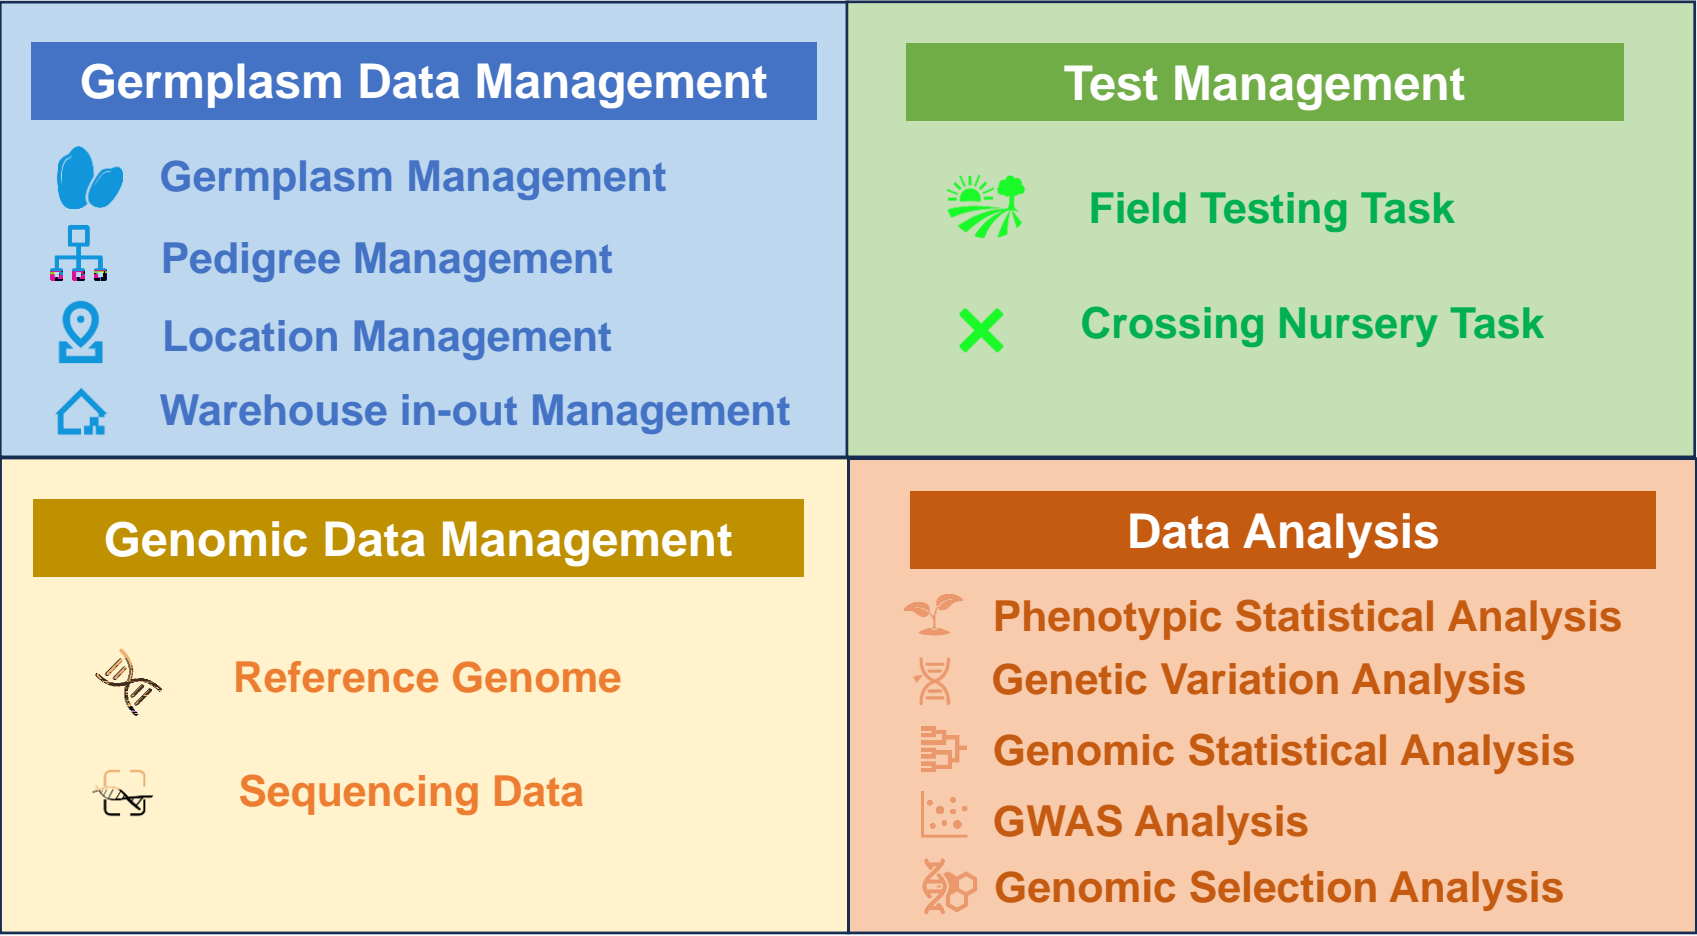 Germplasm Data Management
Germplasm Management
Pedigree Management
Location Management
Warehouse in-out Management
Test Management
Field Testing Task
Crossing Nursery Task
Genomic Data Management
Reference Genome
Sequencing Data
Data Analysis
Phenotypic Statistical Analysis
Genetic Variation Analysis
Genomic Statistical Analysis
GWAS Analysis
Genomic Selection Analysis